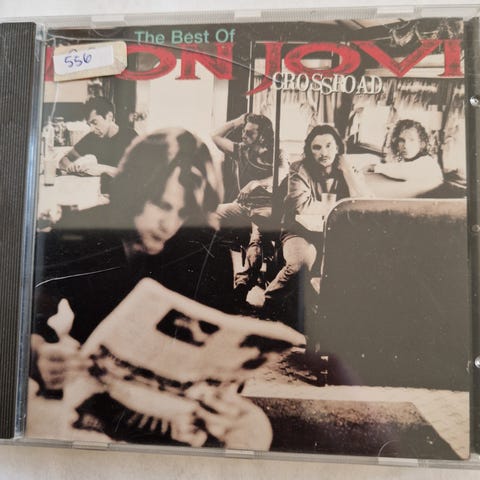 The Best Of
BON JOVI
CROSSROAD
556